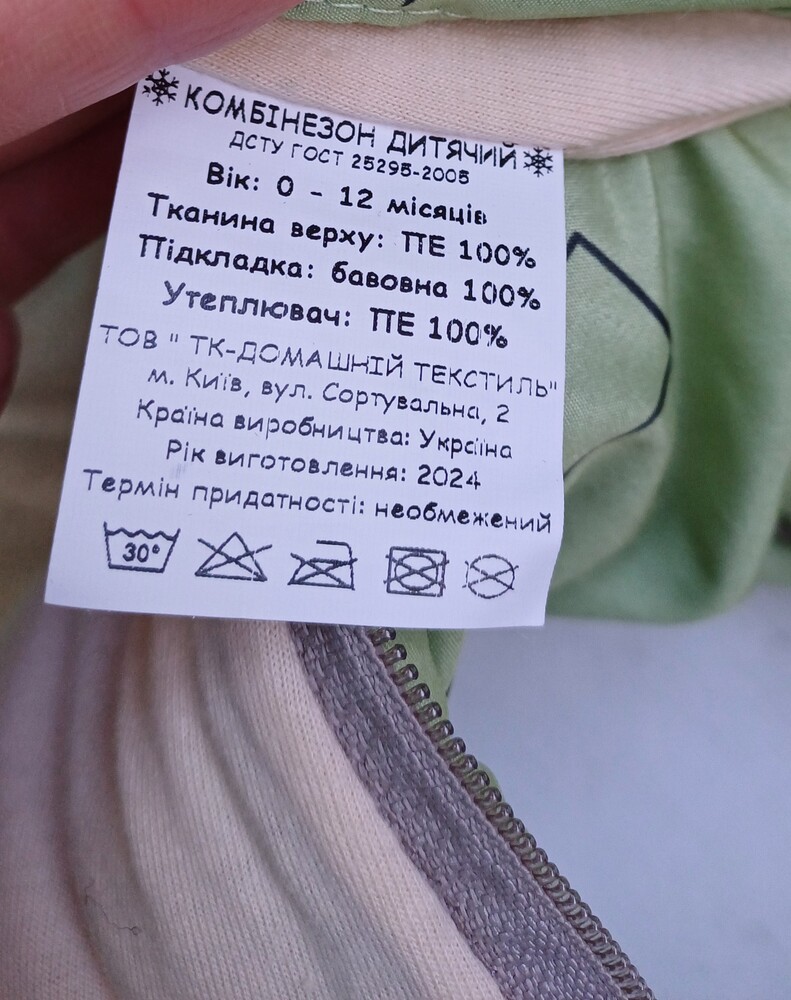 КОМБІНЕЗОН ДИТЯЧИЙ
ДСТУ ГОСТ 25295-2005
Вік: 0 - 12 місяців
Тканина верху: ПЕ 100%
Підкладка: бавовна 100%
Утеплювач: ПЕ 100%
ТОВ " ТК-ДОМАШНІЙ ТЕКСТИЛЬ"
м. Київ, вул. Сортувальна, 2
Країна виробництва: Україна
Рік виготовлення: 2024
Термін придатності: необмежений
30°